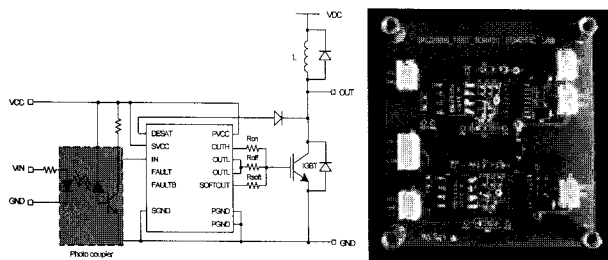 VDC
L
OUT
VCC
DESAT
PVCC
SVCC
OUTH
Ron
VIN
IN
OUTL
Roff
IGBT
FAULT
OUTL
Rsoft
GND
FAULTB
SOFTOUT
SGND
PGND
PGND
GND
Photo coupler